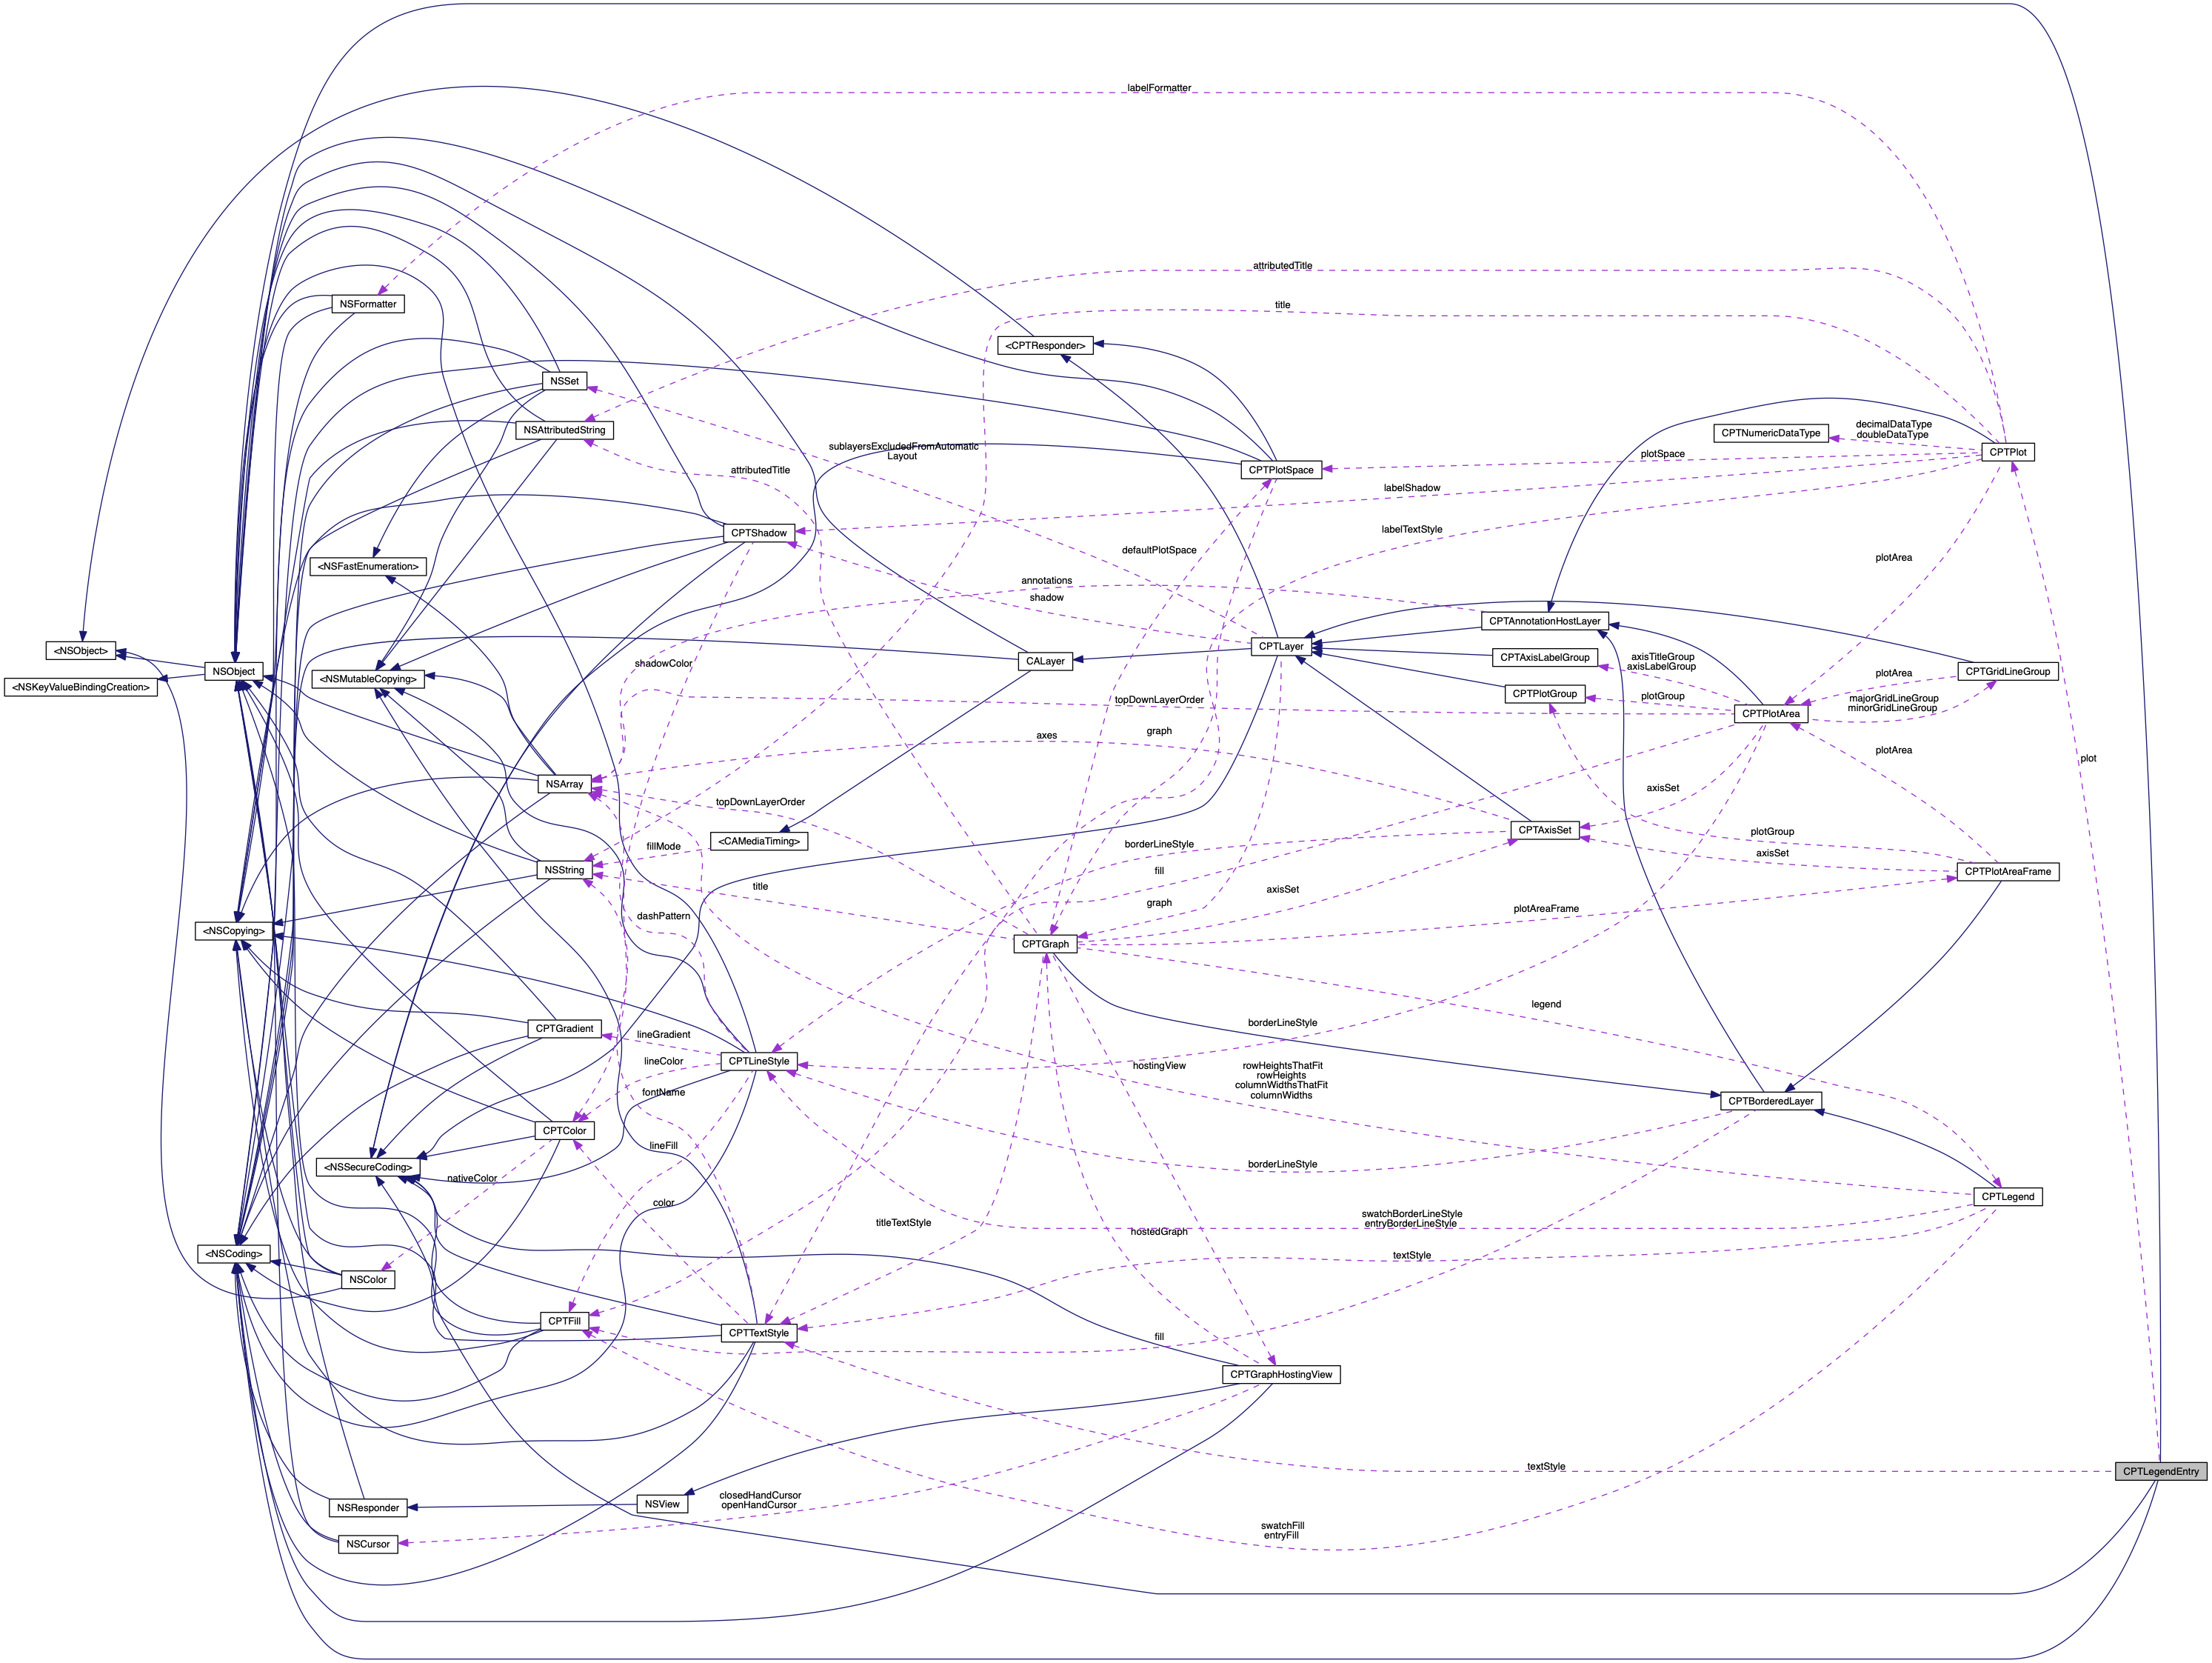 labelFormatter
attributedTitle
NSFormatter
title
<CPTResponder>
NSSet
NSAttributedString
CPTNumericDataType
decimalDataType
doubleDataType
CPTPlot
sublayersExcludedFromAutomatic
Layout
attributedTitle
CPTPlotSpace
plotSpace
labelShadow
CPTShadow
labelTextStyle
defaultPlotSpace
plotArea
<NSFastEnumeration>
annotations
shadow
CPTAnnotationHostLayer
<NSObject>
NSObject
<NSKeyValueBindingCreation>
<NSMutableCopying>
shadowColor
CALayer
CPTLayer
CPTAxisLabelGroup
axisTitleGroup
axisLabelGroup
plotArea
CPTGridLineGroup
CPTPlotGroup
plotGroup
topDownLayerOrder
CPTPlotArea
majorGridLineGroup
minorGridLineGroup
axes
graph
plotArea
plot
NSArray
axisSet
topDownLayerOrder
<CAMediaTiming>
CPTAxisSet
fillMode
borderLineStyle
plotGroup
axisSet
NSString
fill
CPTPlotAreaFrame
title
axisSet
graph
plotAreaFrame
dashPattern
<NSCopying>
CPTGraph
legend
CPTGradient
lineGradient
borderLineStyle
CPTLineStyle
lineColor
hostingView
rowHeightsThatFit
rowHeights
columnWidthsThatFit
columnWidths
fontName
CPTBorderedLayer
CPTColor
lineFill
<NSSecureCoding>
borderLineStyle
nativeColor
CPTLegend
color
titleTextStyle
hostedGraph
swatchBorderLineStyle
entryBorderLineStyle
<NSCoding>
textStyle
NSColor
CPTFill
CPTTextStyle
fill
CPTGraphHostingView
textStyle
CPTLegendEntry
NSResponder
NSView
closedHandCursor
openHandCursor
NSCursor
swatchFill
entryFill